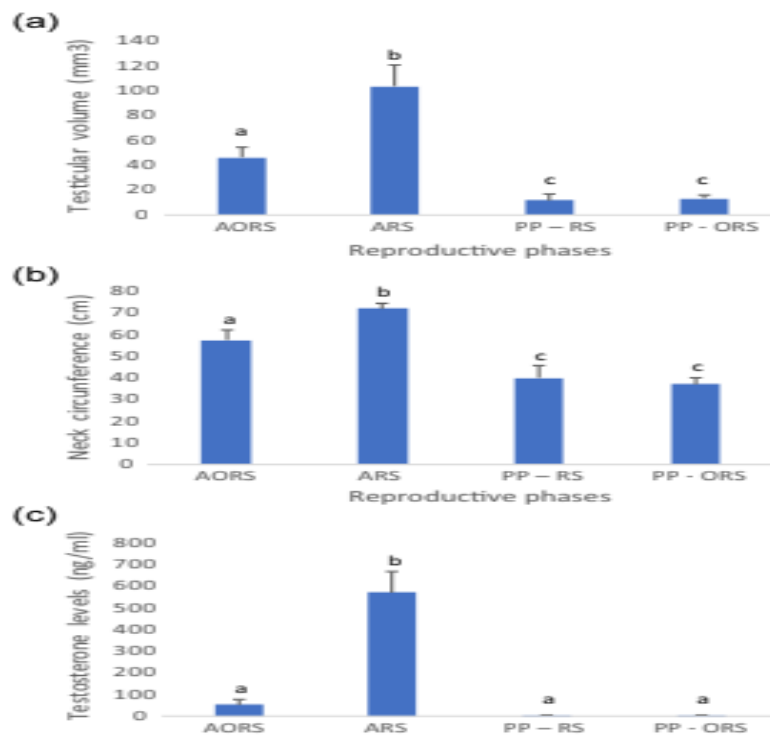 (a)
Testicular volume (mm3)
140
120
100
80
60
40
20
0
a
b
c
c
AORS ARS PP – RS PP - ORS
Reproductive phases
(b)
Neck circunference (cm)
80
70
60
50
40
30
20
10
0
a
b
c
c
AORS ARS PP – RS PP - ORS
Reproductive phases
(c)
Testosterone levels (ng/ml)
800
700
600
500
400
300
200
100
0
a
b
a
a
AORS ARS PP – RS PP - ORS